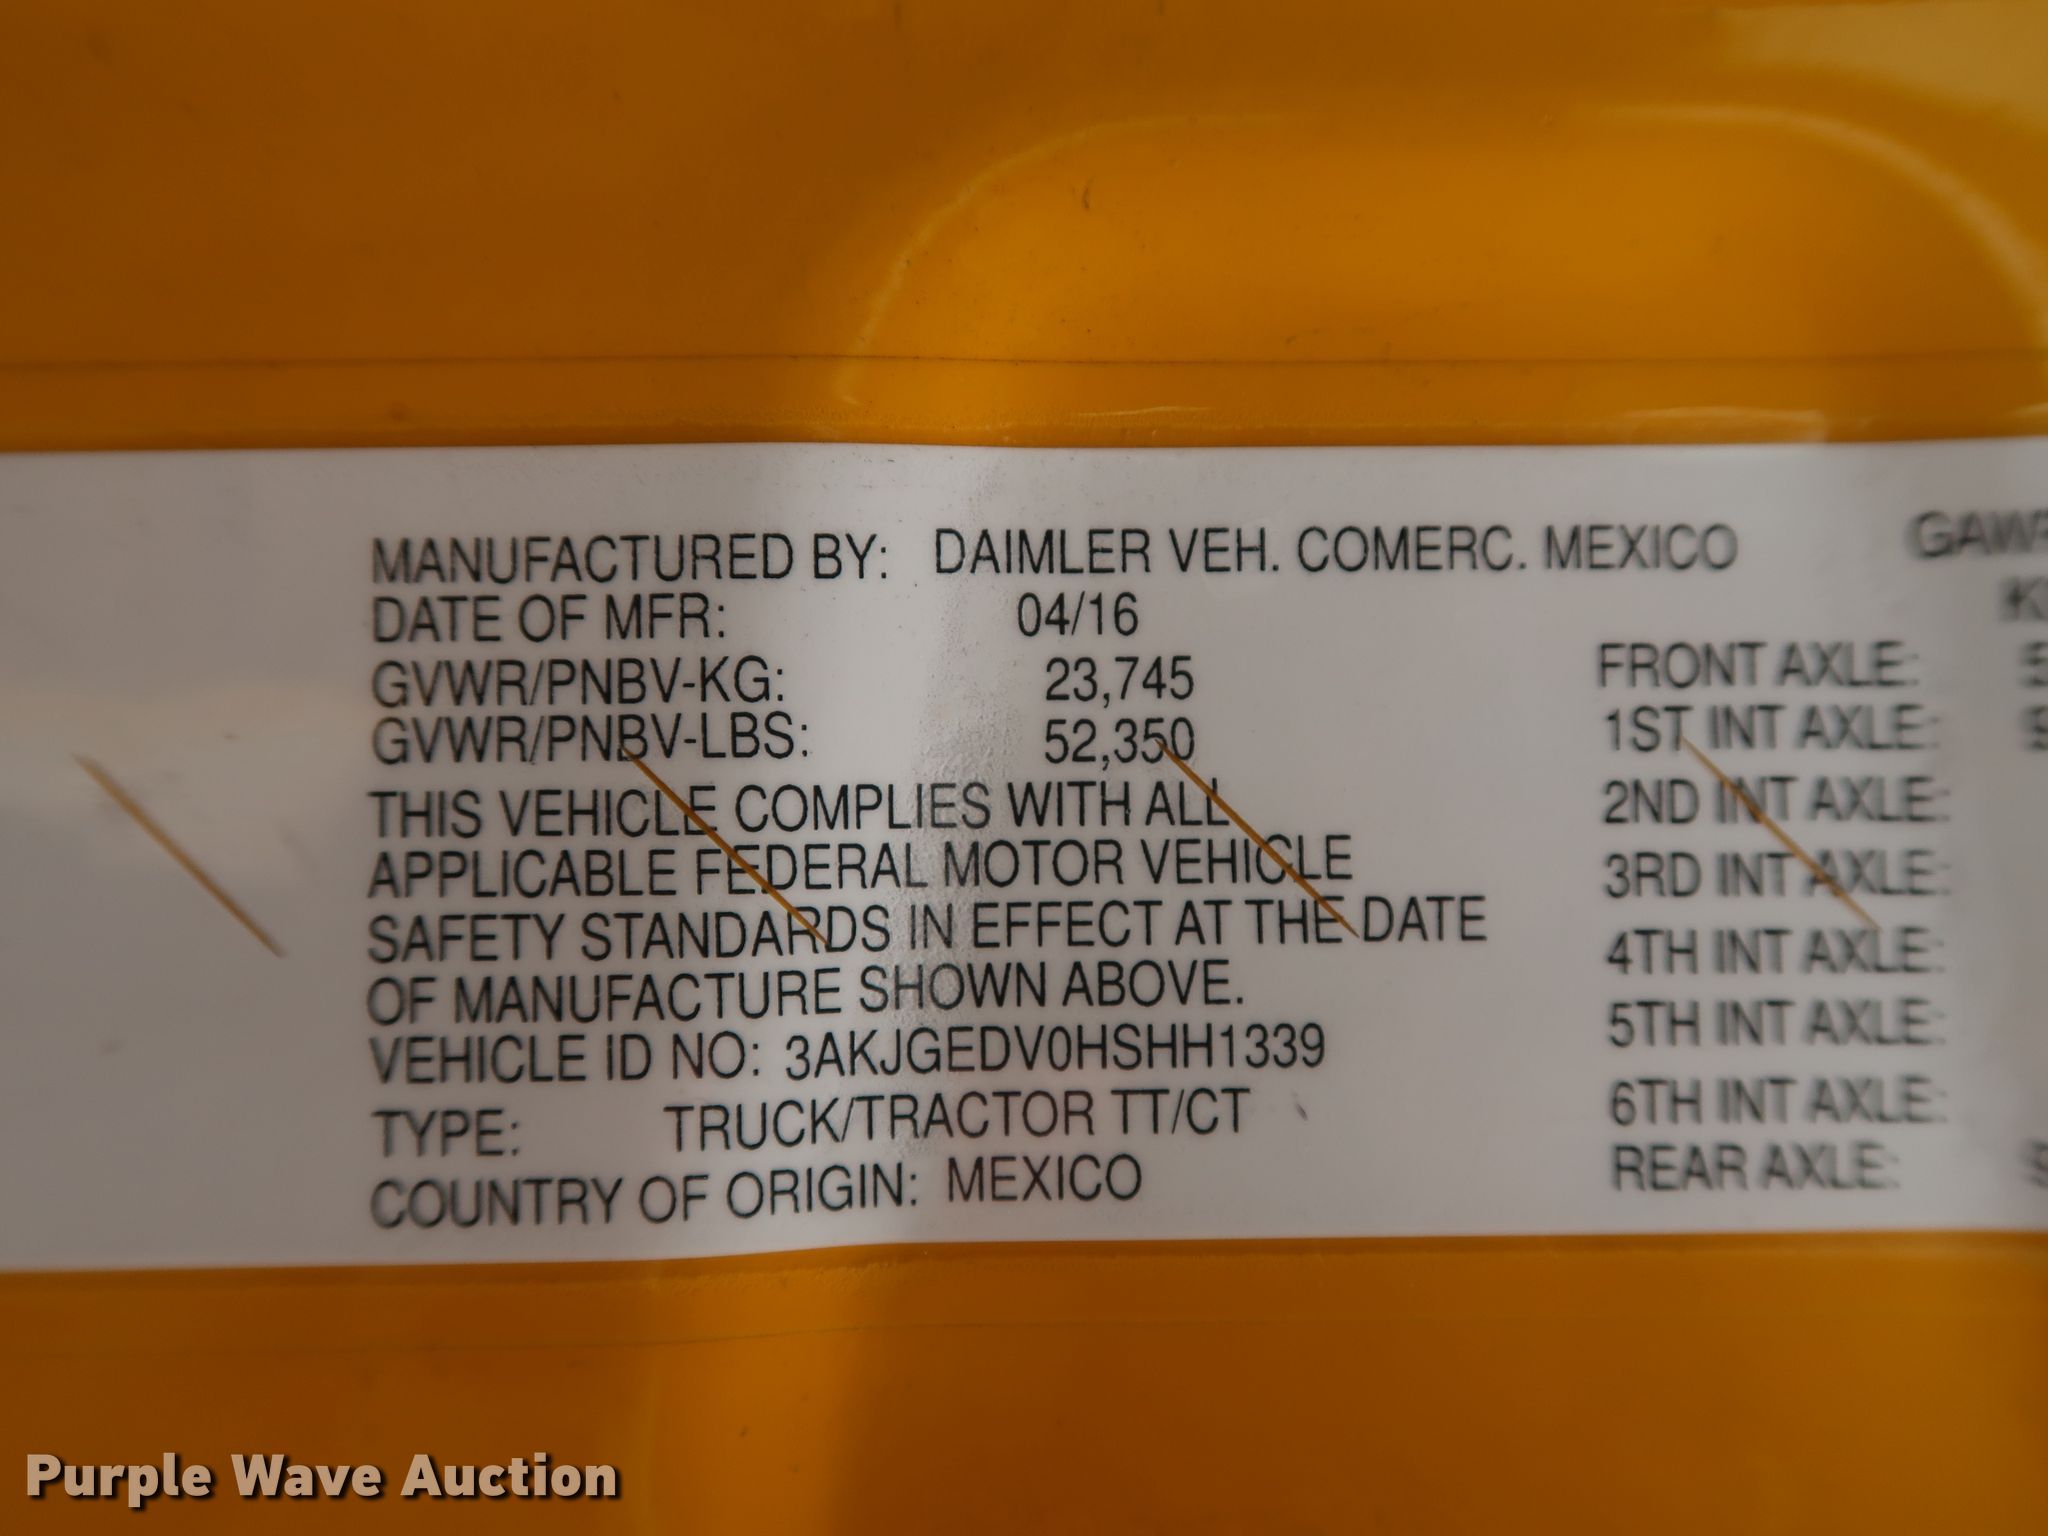 MANUFACTURED BY: DAIMLER VEH. COMERC. MEXICO
DATE OF MFR: 04/16
GVWR/PNBV-KG: 23,745
GVWR/PNBV-LBS: 52,350
THIS VEHICLE COMPLIES WITH ALL
APPLICABLE FEDERAL MOTOR VEHICLE
SAFETY STANDARDS IN EFFECT AT THE DATE
OF MANUFACTURE SHOWN ABOVE.
VEHICLE ID NO: 3AKJGEDV0HSHH1339
TYPE: TRUCK/TRACTOR TT/CT
COUNTRY OF ORIGIN: MEXICO
FRONT AXLE:
1ST INT AXLE:
2ND INT AXLE:
3RD INT AXLE:
4TH INT AXLE:
5TH INT AXLE:
6TH INT AXLE:
REAR AXLE:
Purple Wave Auction